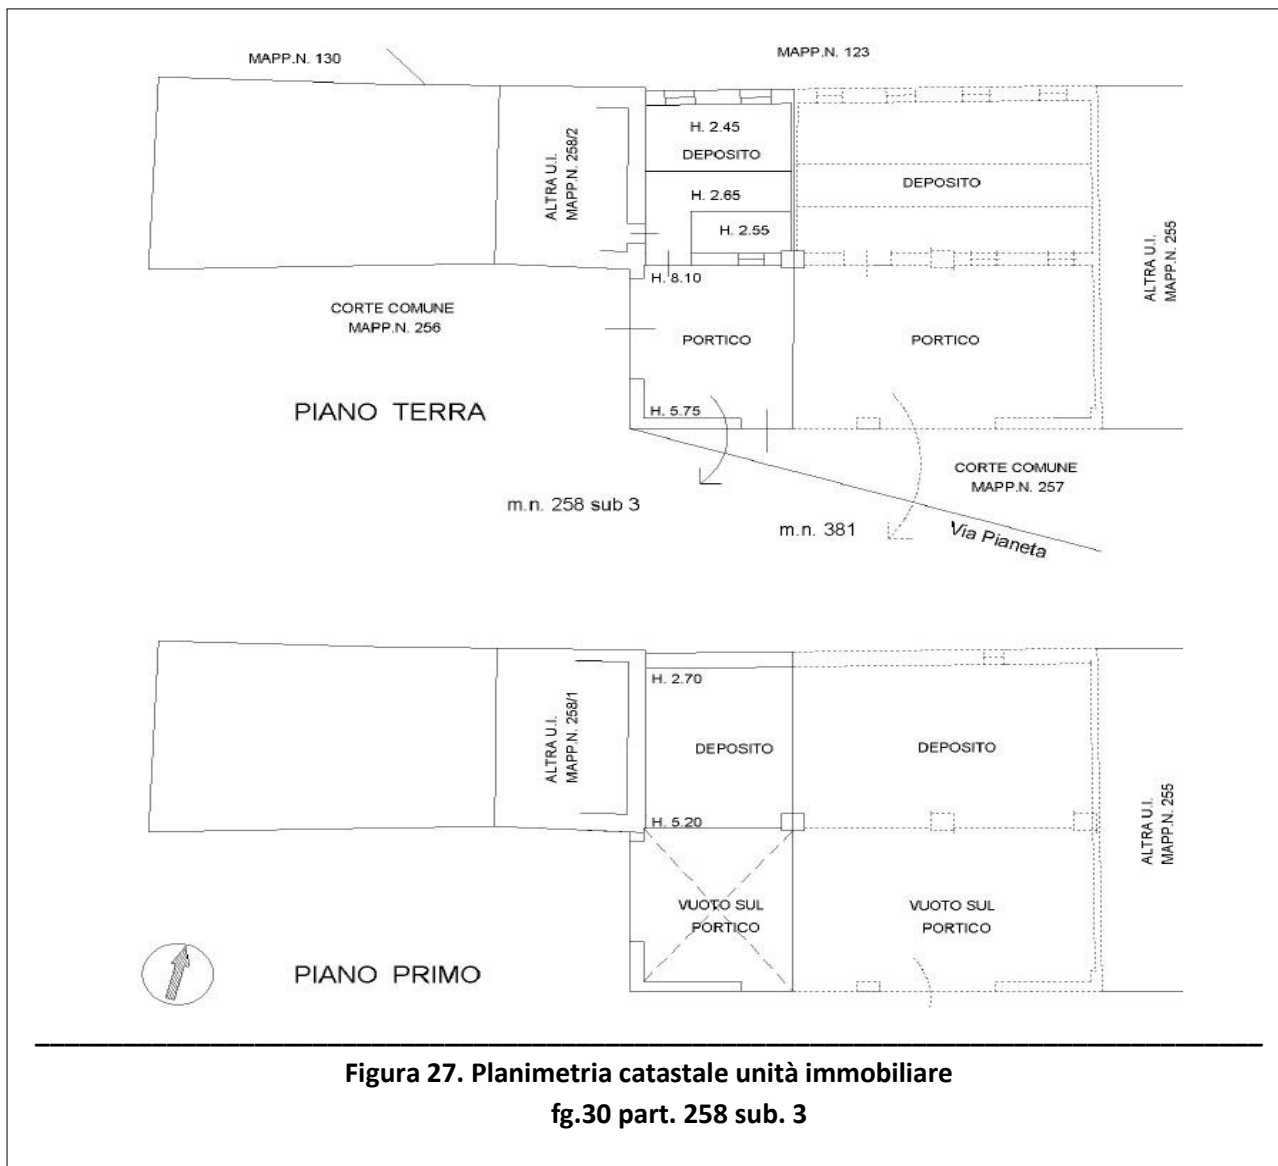 MAPP.N. 130
MAPP.N. 123
ALTRA U.I.
MAPP.N. 258/2
H. 2.45
DEPOSITO
H. 2.65
H. 2.55
DEPOSITO
ALTRA U.I.
MAPP.N. 255
H. 8.10
CORTE COMUNE
MAPP.N. 256
PORTICO
PORTICO
PIANO TERRA
H. 5.75
CORTE COMUNE
MAPP.N. 257
m.n. 258 sub 3
m.n. 381
Via Pianeta
ALTRA U.I.
MAPP.N. 258/1
H. 2.70
DEPOSITO
DEPOSITO
H. 5.20
ALTRA U.I.
MAPP.N. 255
VUOTO SUL
PORTICO
VUOTO SUL
PORTICO
PIANO PRIMO
Figura 27. Planimetria catastale unità immobiliare
fg.30 part. 258 sub. 3